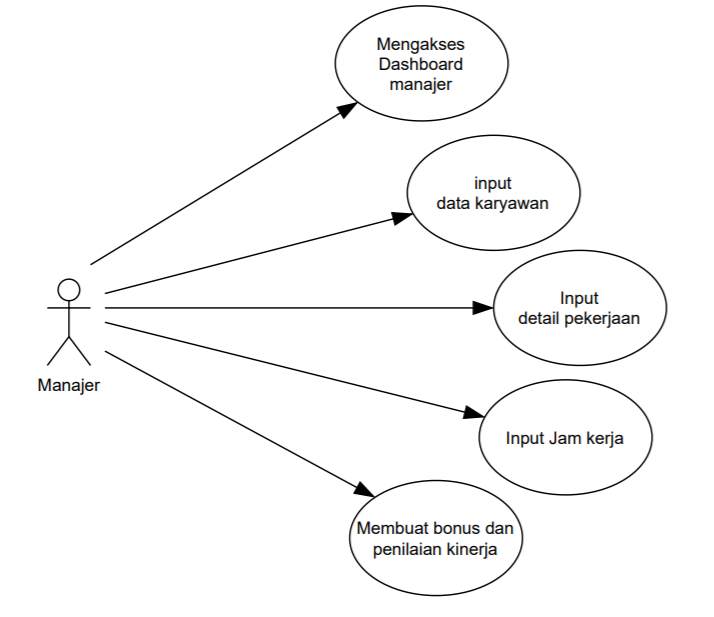 Mengakses
Dashboard
manajer
input
data karyawan
Input
detail pekerjaan
Manajer
Input Jam kerja
Membuat bonus dan
penilaian kinerja